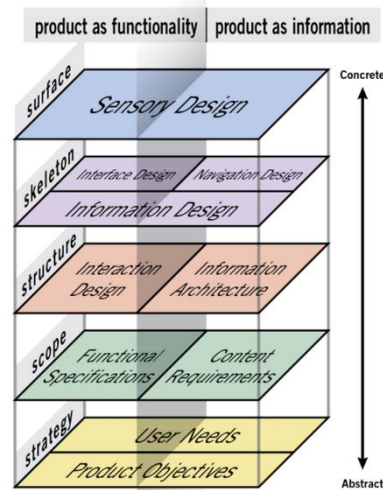 product as functionality | product as information
Concrete
surface
Sensory Design
skeleton
Interface Design Navigation Design
Information Design
structure
Interaction Information
Design Architecture
scope
Functional Content
Specifications Requirements
strategy
User Needs
Product Objectives
Abstract